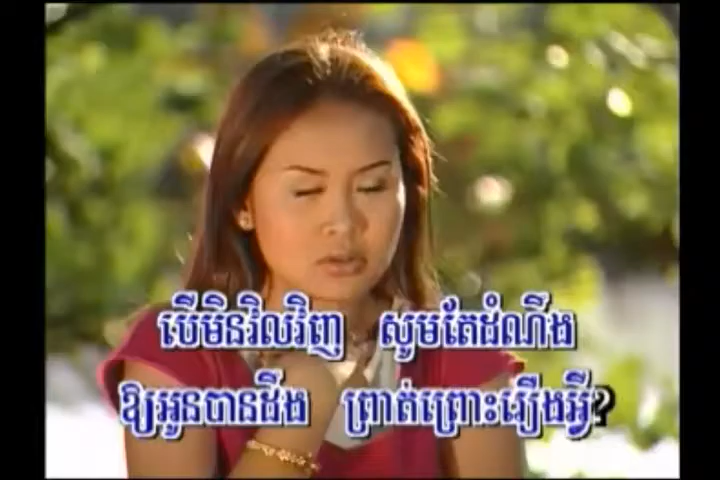 បើមិនវិលវិញ សូមតែដំណឹង
ឱ្យអូនបានដឹង ព្រាត់ព្រោះរឿងអ្វី?